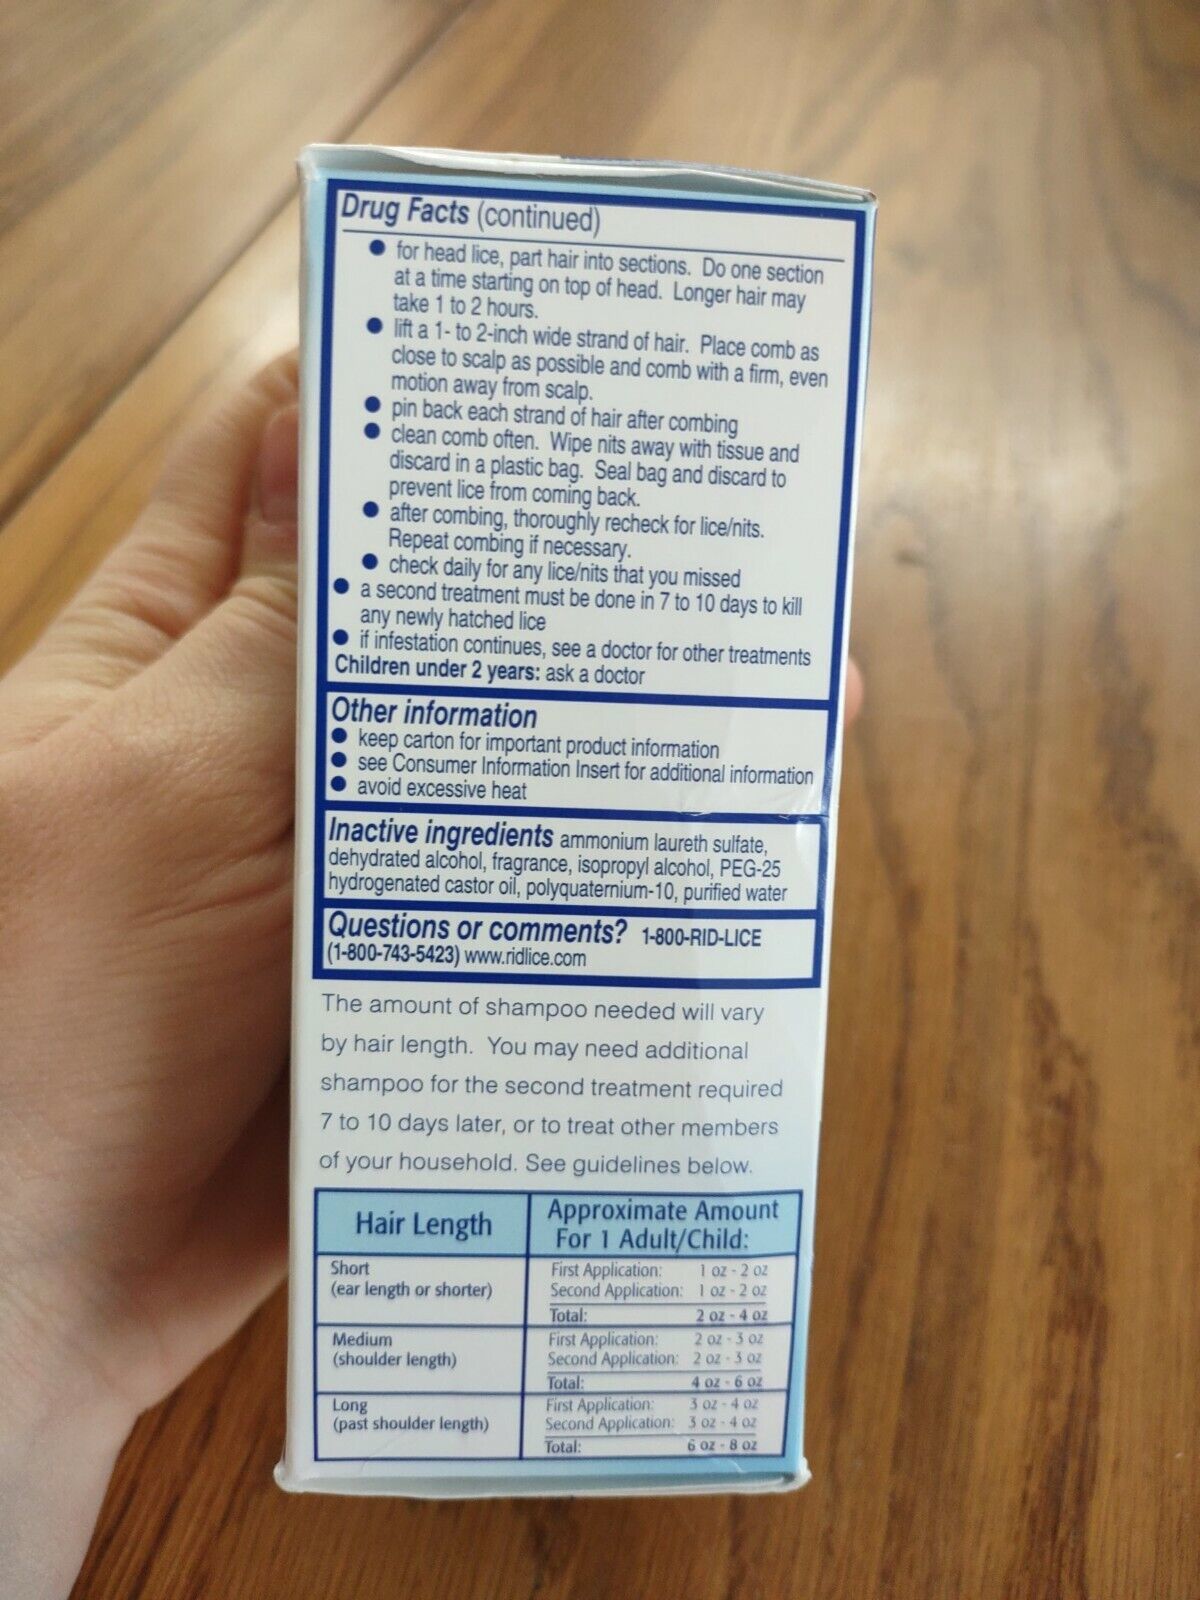 Drug Facts (continued)
● for head lice, part hair into sections. Do one section
at a time starting on top of head. Longer hair may
take 1 to 2 hours.
● lift a 1- to 2-inch wide strand of hair. Place comb as
close to scalp as possible and comb with a firm, even
motion away from scalp.
● pin back each strand of hair after combing
● clean comb often. Wipe nits away with tissue and
discard in a plastic bag. Seal bag and discard to
prevent lice from coming back.
● after combing, thoroughly recheck for lice/nits.
Repeat combing if necessary.
● check daily for any lice/nits that you missed
● a second treatment must be done in 7 to 10 days to kill
any newly hatched lice
● if infestation continues, see a doctor for other treatments
Children under 2 years: ask a doctor
Other information
● keep carton for important product information
● see Consumer Information Insert for additional information
● avoid excessive heat
Inactive ingredients ammonium laureth sulfate,
dehydrated alcohol, fragrance, isopropyl alcohol, PEG-25
hydrogenated castor oil, polyquaternium-10, purified water
Questions or comments? 1-800-RID-LICE
(1-800-743-5423) www.ridlice.com
The amount of shampoo needed will vary
by hair length. You may need additional
shampoo for the second treatment required
7 to 10 days later, or to treat other members
of your household. See guidelines below.
Hair Length
Approximate Amount
For 1 Adult/Child:
Short
(ear length or shorter)
First Application: 1 oz - 2 oz
Second Application: 1 oz - 2 oz
Total: 2 oz - 4 oz
Medium
(shoulder length)
First Application: 2 oz - 3 oz
Second Application: 2 oz - 3 oz
Total: 4 oz - 6 oz
Long
(past shoulder length)
First Application: 3 oz - 4 oz
Second Application: 3 oz - 4 oz
Total: 6 oz - 8 oz